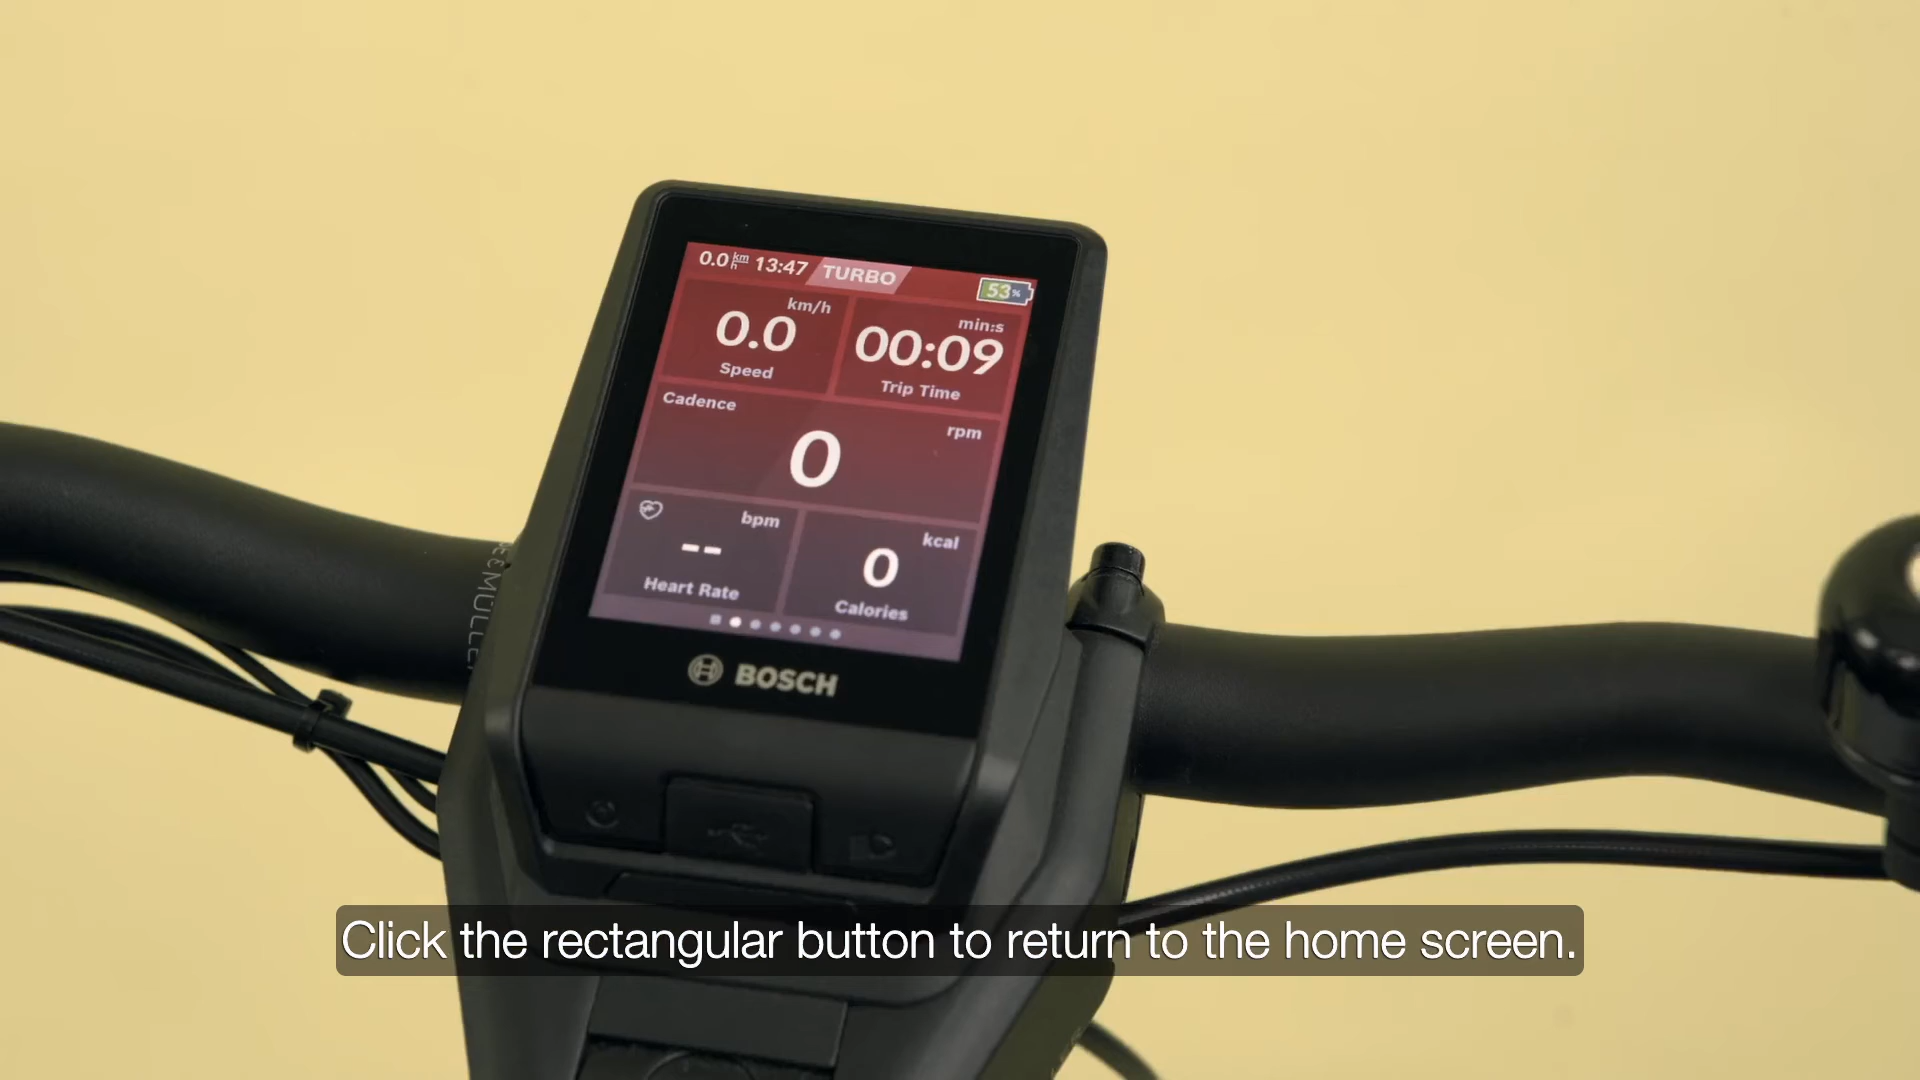 0.0 km/h 13:47 TURBO 53%
km/h
0.0
Speed
min:s
00:09
Trip Time
Cadence
rpm
0
bpm
--
Heart Rate
kcal
0
Calories
BOSCH
Click the rectangular button to return to the home screen.